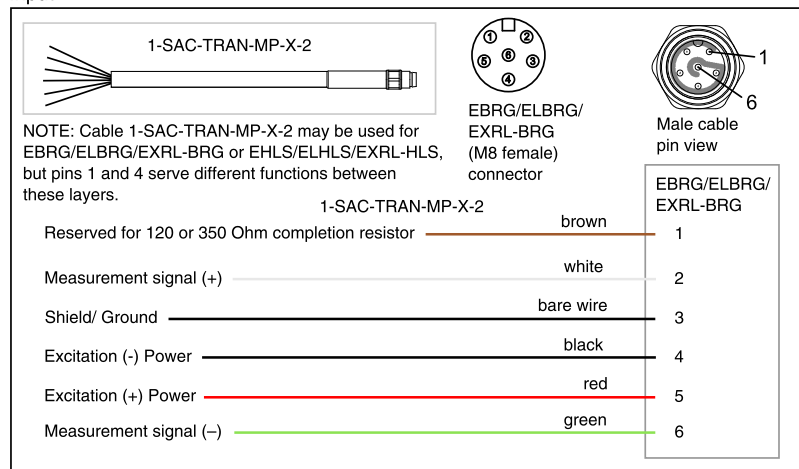 1-SAC-TRAN-MP-X-2
1
2
5
6
3
4
1
6
EBRG/ELBRG/
EXRL-BRG
(M8 female)
connector
Male cable
pin view
NOTE: Cable 1-SAC-TRAN-MP-X-2 may be used for
EBRG/ELBRG/EXRL-BRG or EHLS/ELHLS/EXRL-HLS,
but pins 1 and 4 serve different functions between
these layers.
1-SAC-TRAN-MP-X-2
EBRG/ELBRG/
EXRL-BRG
Reserved for 120 or 350 Ohm completion resistor brown 1
Measurement signal (+) white 2
Shield/ Ground bare wire 3
Excitation (-) Power black 4
Excitation (+) Power red 5
Measurement signal (–) green 6